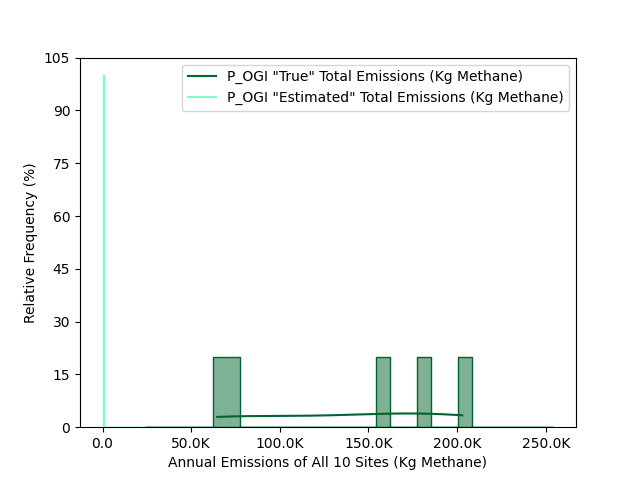 P_OGI "True" Total Emissions (Kg Methane)
P_OGI "Estimated" Total Emissions (Kg Methane)
Relative Frequency (%)
105
90
75
60
45
30
15
0
0.0 50.0K 100.0K 150.0K 200.0K 250.0K
Annual Emissions of All 10 Sites (Kg Methane)